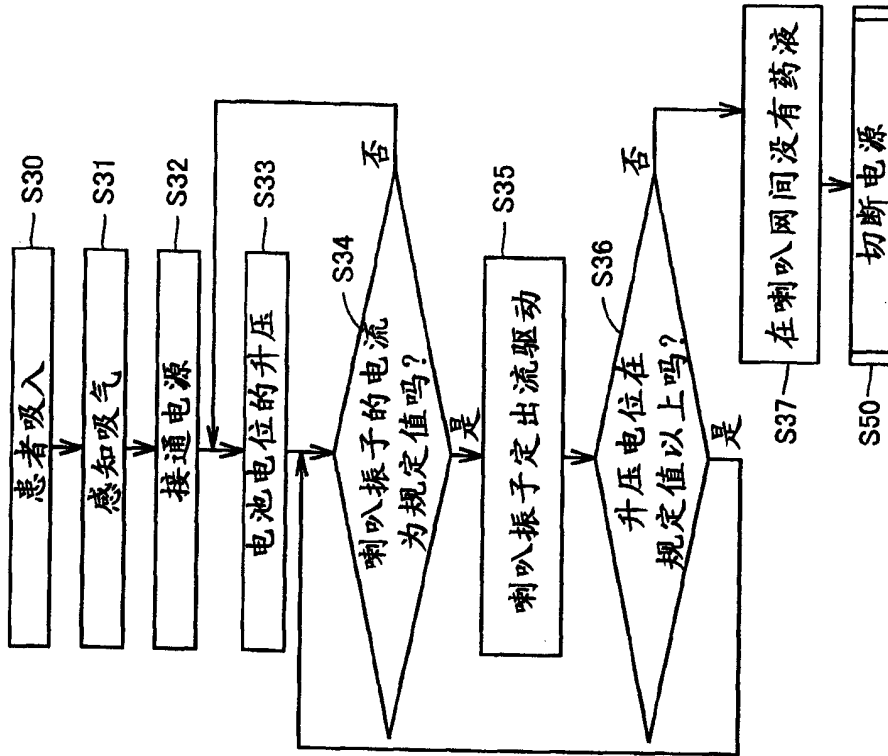 患者吸入
S30
感知吸气
S31
接通电源
S32
电池电位的升压
S33
喇叭振子的电流
为规定值吗?
S34
否
是
喇叭振子定出流驱动
S35
升压电位在
规定值以上吗?
S36
否
是
在喇叭网间没有药液
S37
切断电源
S50